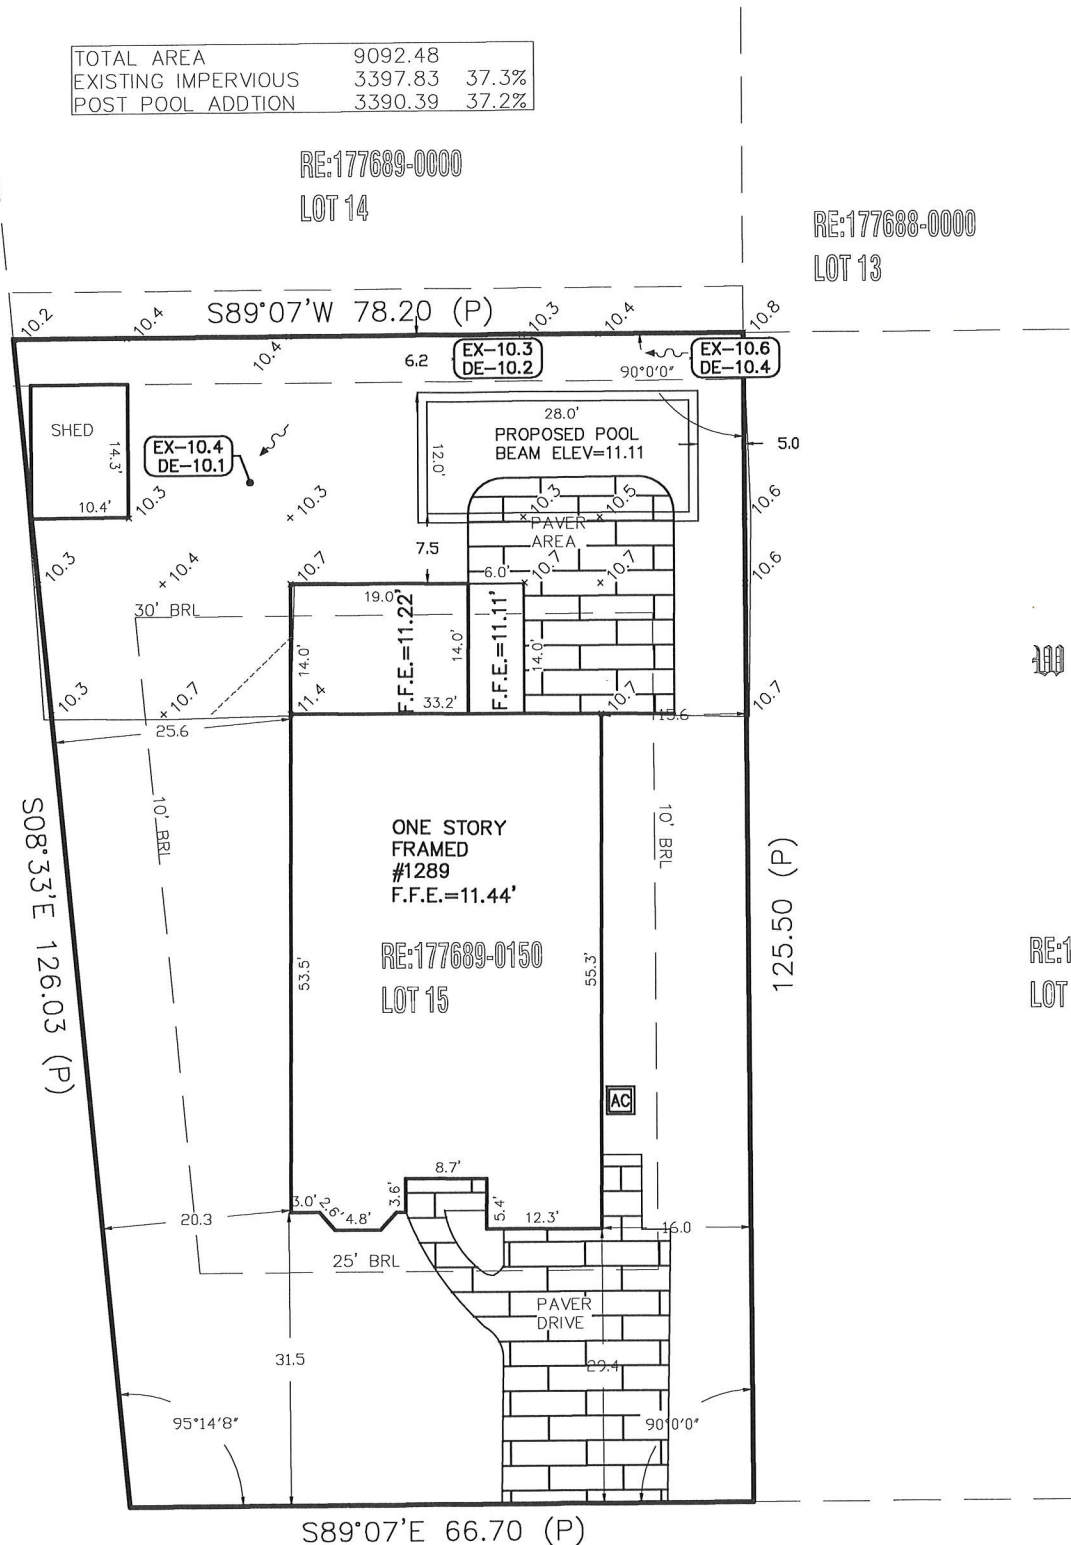 TOTAL AREA 9092.48
EXISTING IMPERVIOUS 3397.83 37.3%
POST POOL ADDTION 3390.39 37.2%
RE:177689-0000
LOT 14
RE:177688-0000
LOT 13
S89°07'W 78.20 (P)
10.2
10.4
10.4
10.3
10.4
10.8
6.2
EX-10.3
DE-10.2
EX-10.6
DE-10.4
90°0'0"
SHED
14.3'
10.4'
EX-10.4
DE-10.1
28.0'
12.0'
PROPOSED POOL
BEAM ELEV=11.11
5.0
10.3
10.3
10.3
10.5
10.6
PAVER
AREA
7.5
10.3
10.4
10.7
6.0'
10.7
10.7
10.6
30' BRL
19.0'
14.0'
F.F.E.=11.22'
14.0'
F.F.E.=11.11'
14.0'
33.2'
10.3
10.7
11.4
10.7
10.7
25.6
15.6
10' BRL
10' BRL
ONE STORY
FRAMED
#1289
F.F.E.=11.44'
RE:177689-0150
LOT 15
S08°33'E 126.03 (P)
125.50 (P)
53.5'
55.3'
RE:1
LOT
AC
8.7'
3.0'
2.6'
4.8'
3.6'
5.4'
12.3'
20.3
16.0
25' BRL
PAVER
DRIVE
31.5
29.4
95°14'8"
90°0'0"
S89°07'E 66.70 (P)